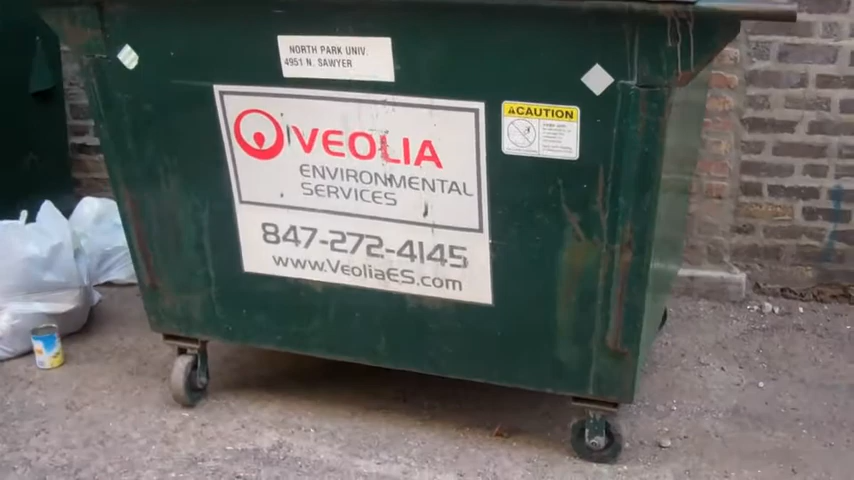 NORTH PARK UNIV.
4951 N. SAWYER
VEOLIA
ENVIRONMENTAL
SERVICES
847-272-4145
www.VeoliaES.com
CAUTION